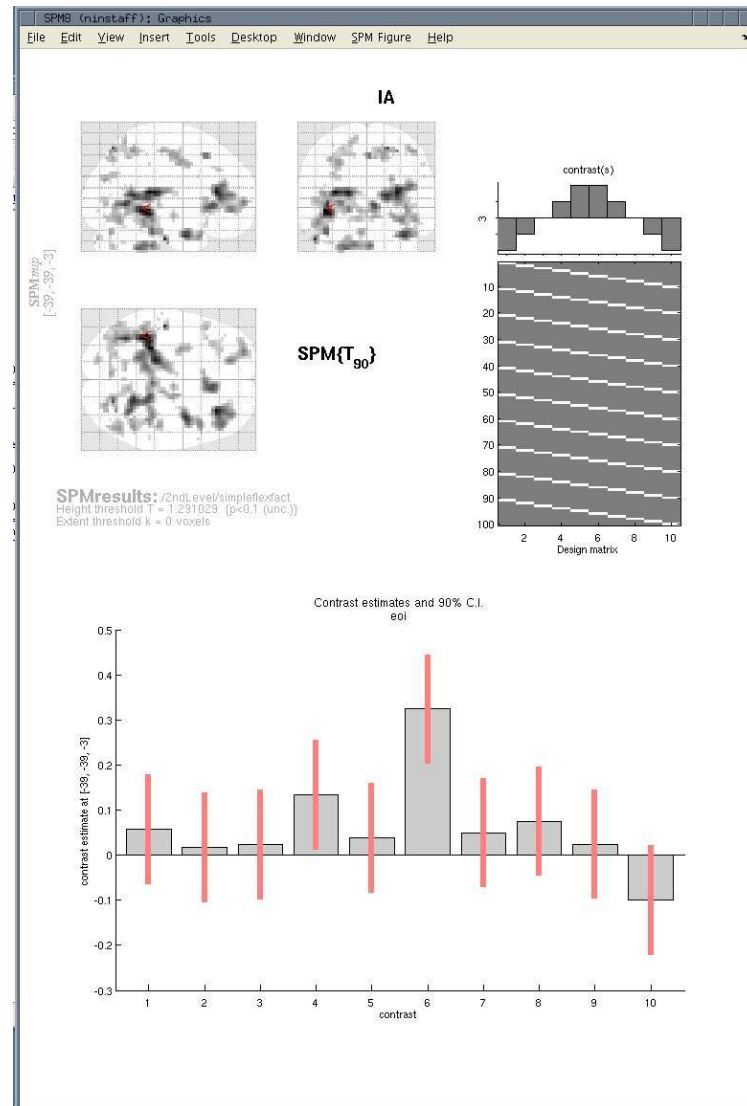 SPM8 (ninstaff): Graphics
File Edit View Insert Tools Desktop Window SPM Figure Help
IA
SPMmip
[-39, -39, -3]
SPM{T90}
SPMresults: ./2ndLevel/simpleflexfact
Height threshold T = 1.291029 {p<0.1 (unc.)}
Extent threshold k = 0 voxels
contrast(s)
3
10
20
30
40
50
60
70
80
90
100
2 4 6 8 10
Design matrix
Contrast estimates and 90% C.I.
eoi
contrast estimate at [-39, -39, -3]
0.5
0.4
0.3
0.2
0.1
0
-0.1
-0.2
-0.3
1 2 3 4 5 6 7 8 9 10
contrast